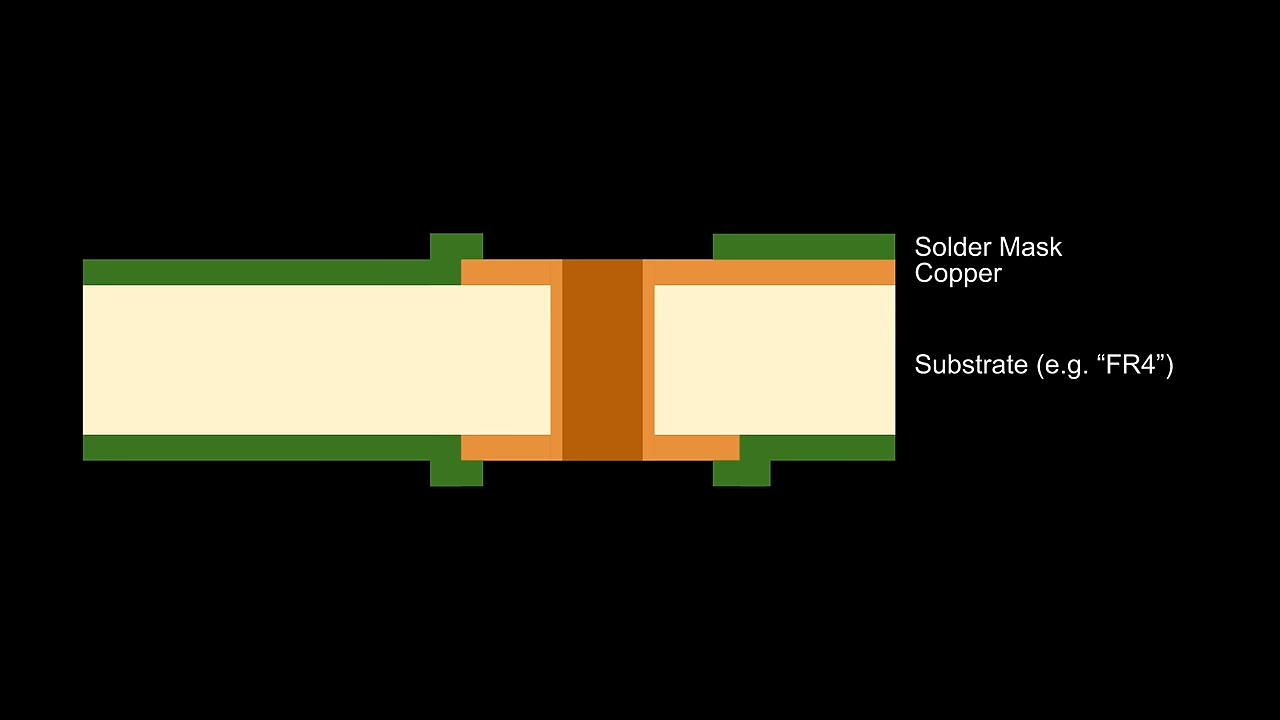 Solder Mask
Copper
Substrate (e.g. “FR4”)